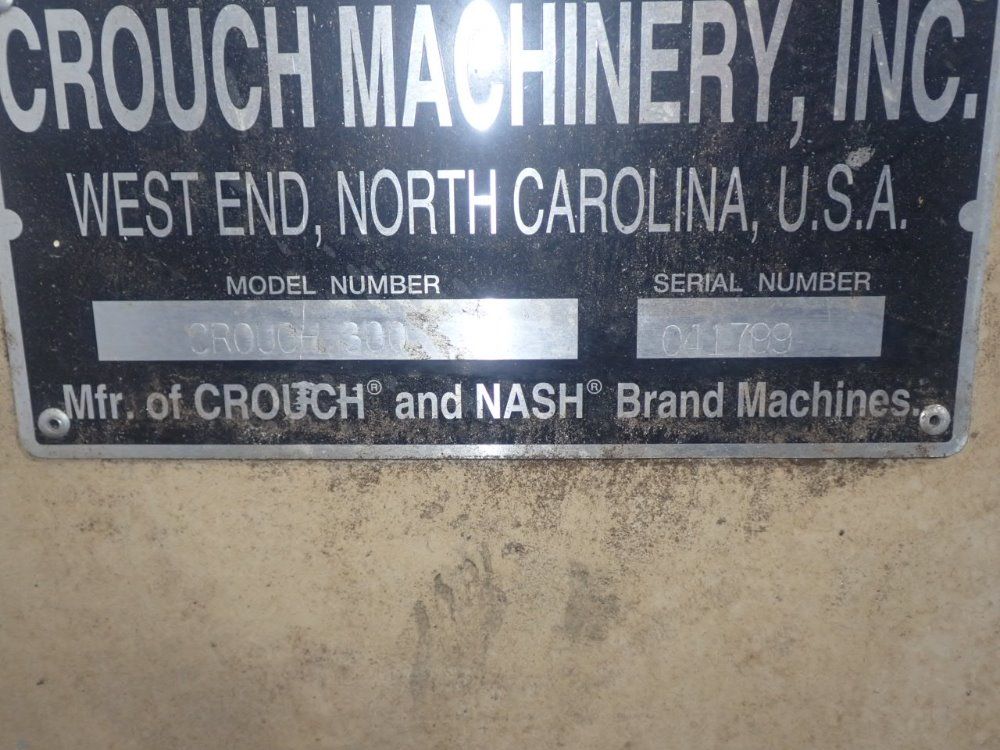 CROUCH MACHINERY, INC.
WEST END, NORTH CAROLINA, U.S.A.
MODEL NUMBER SERIAL NUMBER
CROUCH 300 041799
Mfr. of CROUCH® and NASH® Brand Machines.